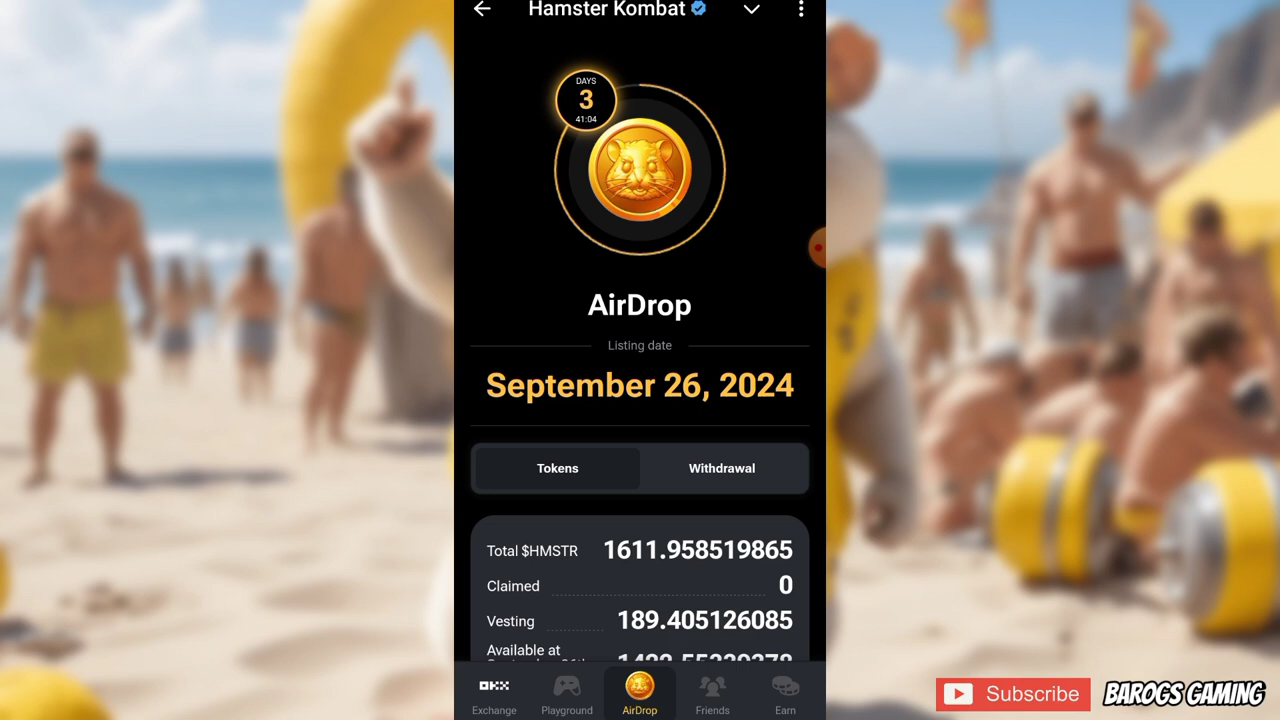 Hamster Kombat
DAYS
3
41:04
AirDrop
Listing date
September 26, 2024
Tokens Withdrawal
Total $HMSTR 1611.958519865
Claimed 0
Vesting 189.405126085
Available at
Exchange Playground AirDrop Friends Earn
Subscribe BAROGS GAMING